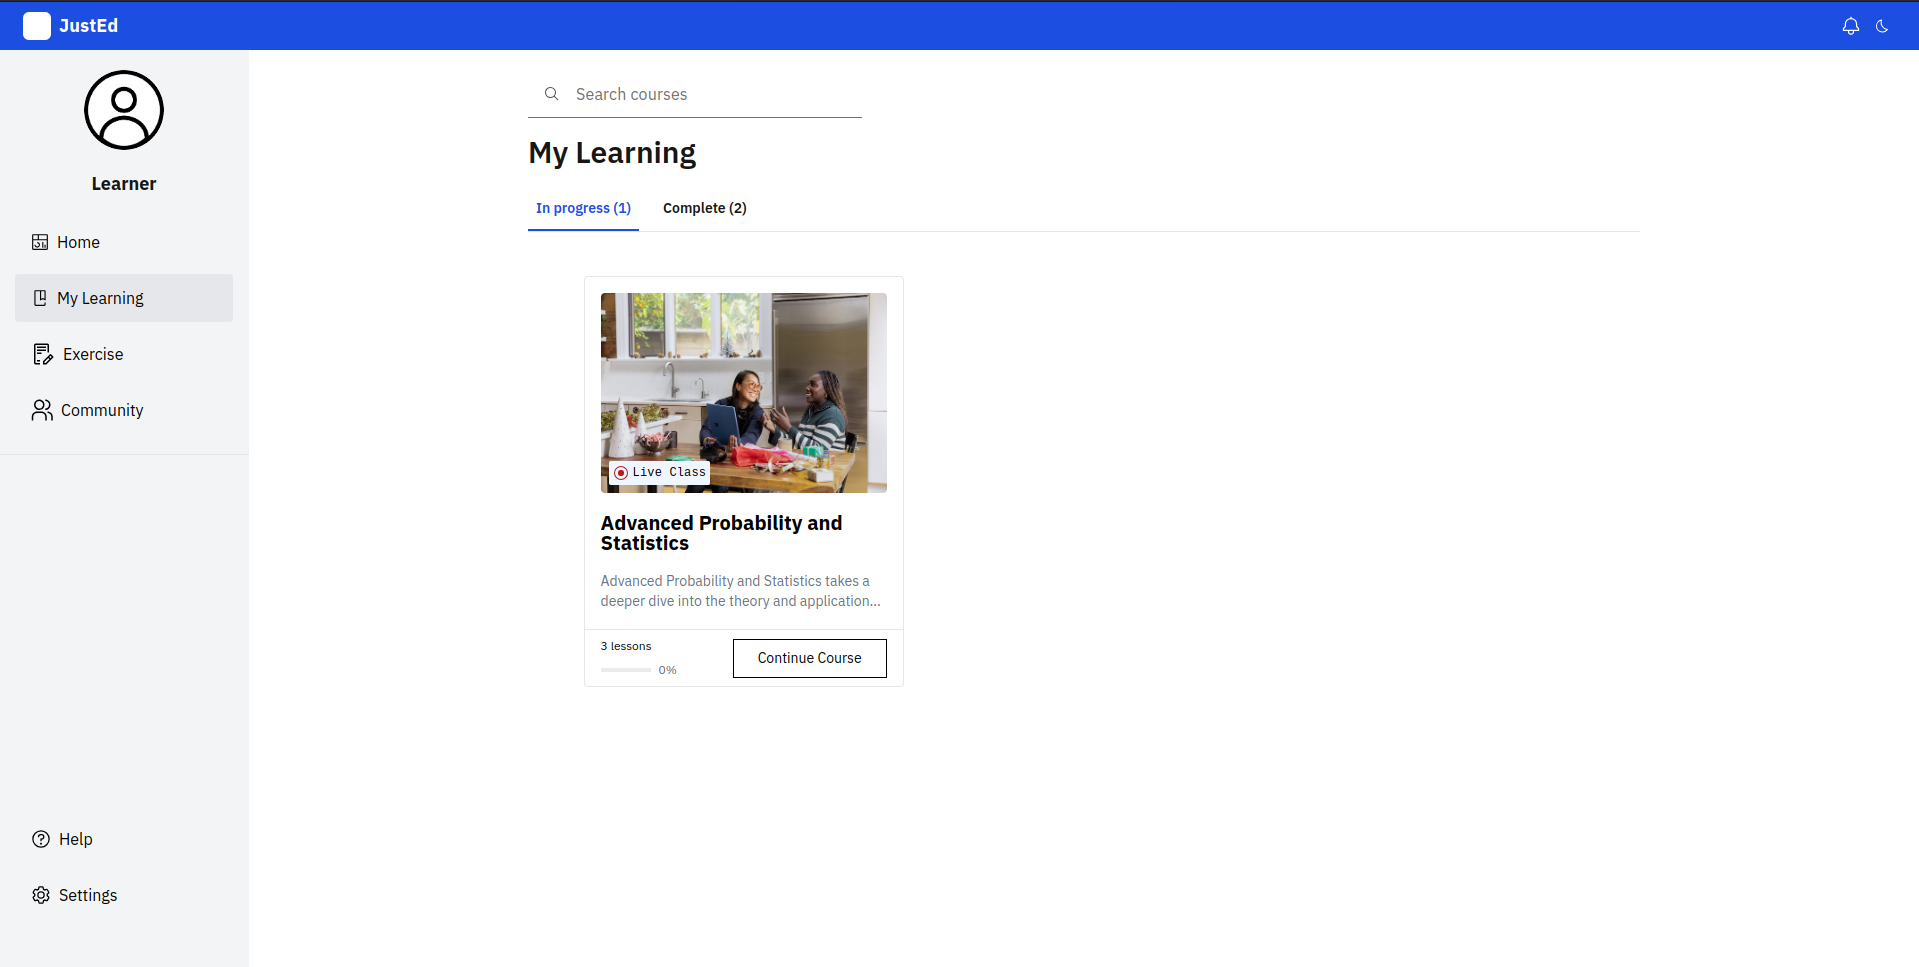 JustEd
Learner
Home
My Learning
Exercise
Community
Help
Settings
Search courses
My Learning
In progress (1)
Complete (2)
Live Class
Advanced Probability and
Statistics
Advanced Probability and Statistics takes a
deeper dive into the theory and application...
3 lessons
0%
Continue Course